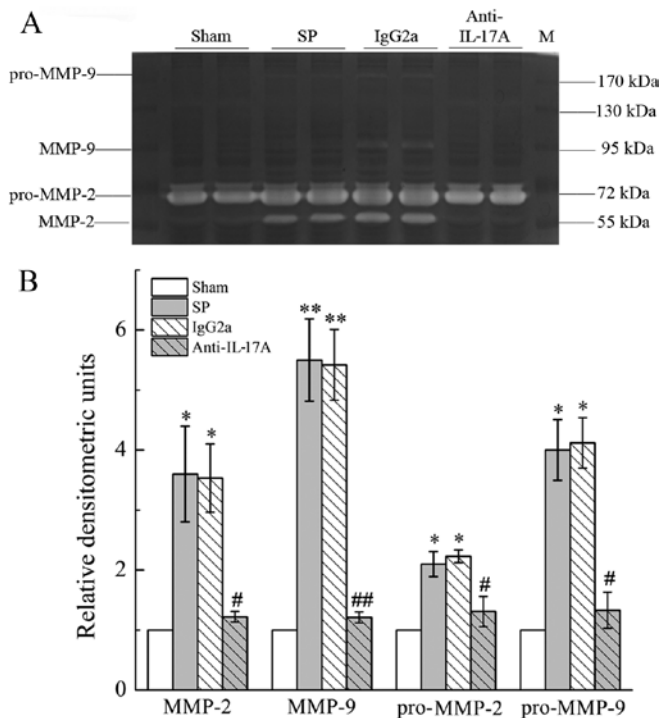 A
Sham SP IgG2a Anti-IL-17A M
pro-MMP-9
MMP-9
pro-MMP-2
MMP-2
170 kDa
130 kDa
95 kDa
72 kDa
55 kDa
B
Sham
SP
IgG2a
Anti-IL-17A
Relative densitometric units
6
4
2
0
* * #
** ** ##
* * #
* * #
MMP-2 MMP-9 pro-MMP-2 pro-MMP-9